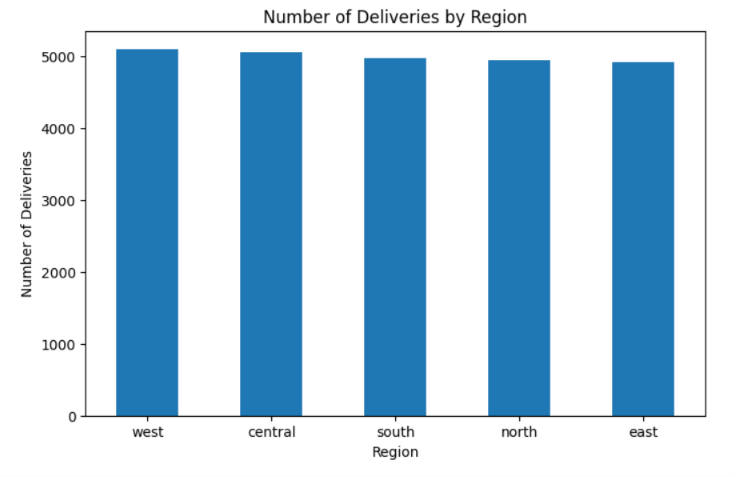 Number of Deliveries by Region
Number of Deliveries
5000
4000
3000
2000
1000
0
west central south north east
Region